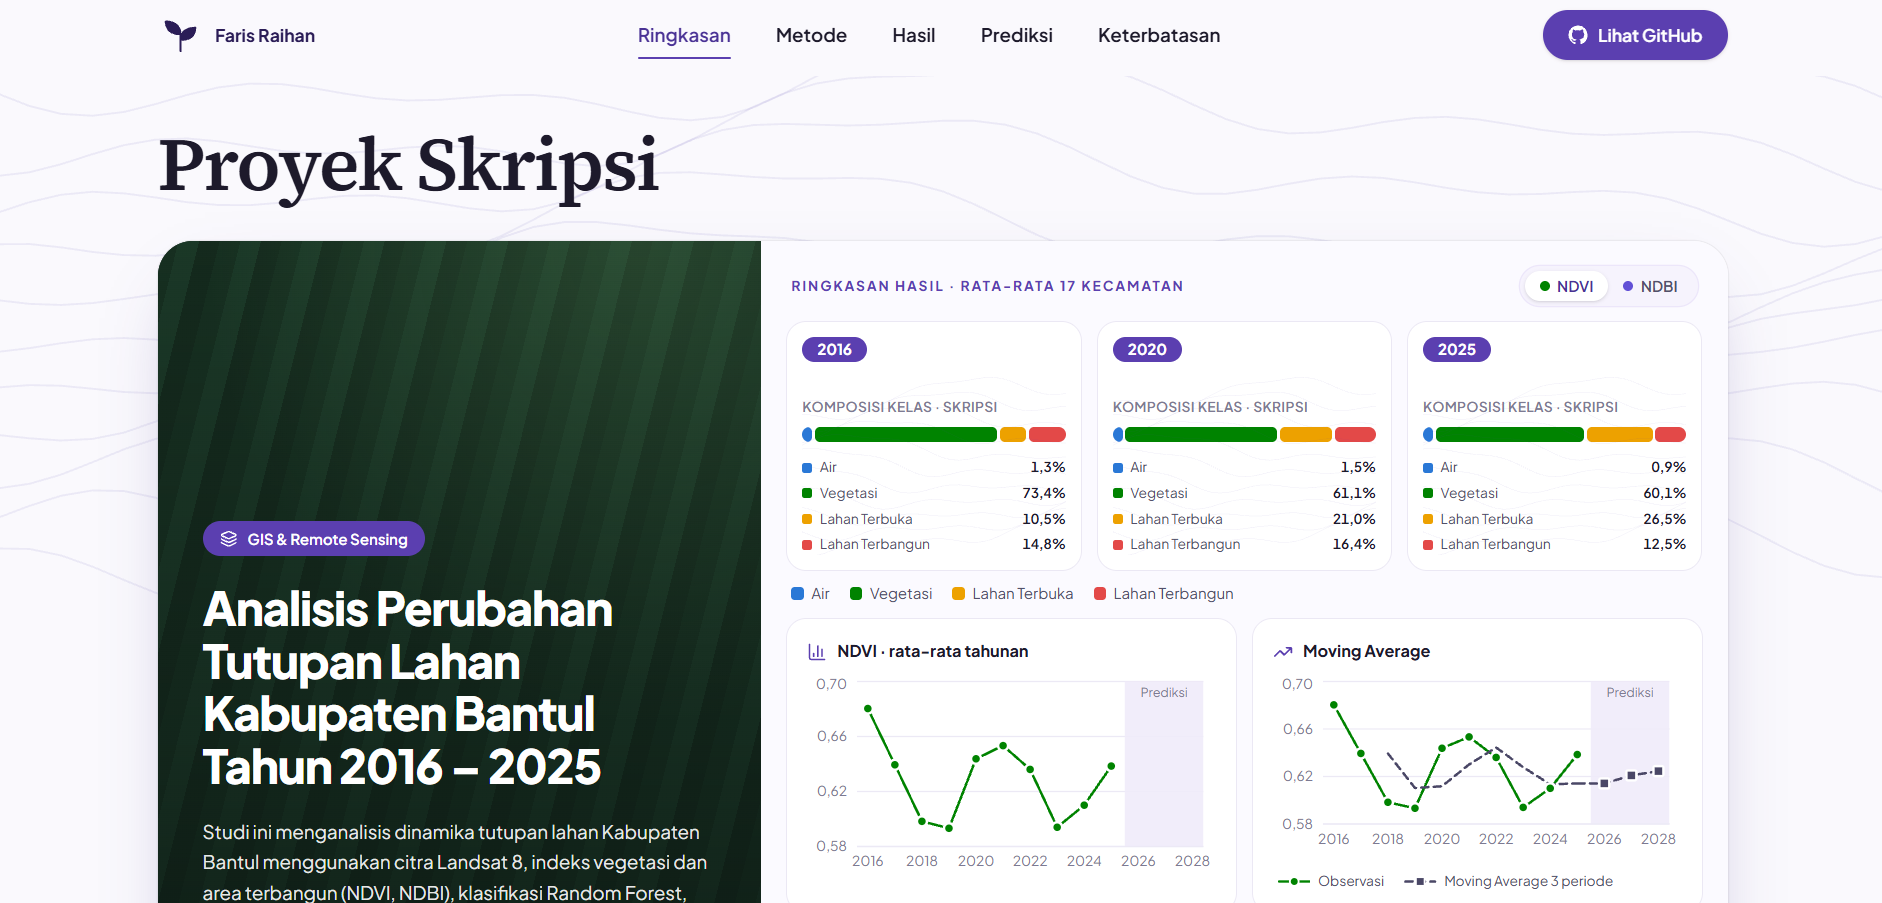 Faris Raihan
Ringkasan
Metode
Hasil
Prediksi
Keterbatasan
Lihat GitHub
Proyek Skripsi
GIS & Remote Sensing
Analisis Perubahan
Tutupan Lahan
Kabupaten Bantul
Tahun 2016 – 2025
Studi ini menganalisis dinamika tutupan lahan Kabupaten
Bantul menggunakan citra Landsat 8, indeks vegetasi dan
area terbangun (NDVI, NDBI), klasifikasi Random Forest,
RINGKASAN HASIL · RATA-RATA 17 KECAMATAN
NDVI
NDBI
2016
KOMPOSISI KELAS · SKRIPSI
Air 1,3%
Vegetasi 73,4%
Lahan Terbuka 10,5%
Lahan Terbangun 14,8%
2020
KOMPOSISI KELAS · SKRIPSI
Air 1,5%
Vegetasi 61,1%
Lahan Terbuka 21,0%
Lahan Terbangun 16,4%
2025
KOMPOSISI KELAS · SKRIPSI
Air 0,9%
Vegetasi 60,1%
Lahan Terbuka 26,5%
Lahan Terbangun 12,5%
Air Vegetasi Lahan Terbuka Lahan Terbangun
NDVI · rata-rata tahunan
Prediksi
0,70
0,66
0,62
0,58
2016 2018 2020 2022 2024 2026 2028
Moving Average
Prediksi
0,70
0,66
0,62
0,58
2016 2018 2020 2022 2024 2026 2028
Observasi Moving Average 3 periode